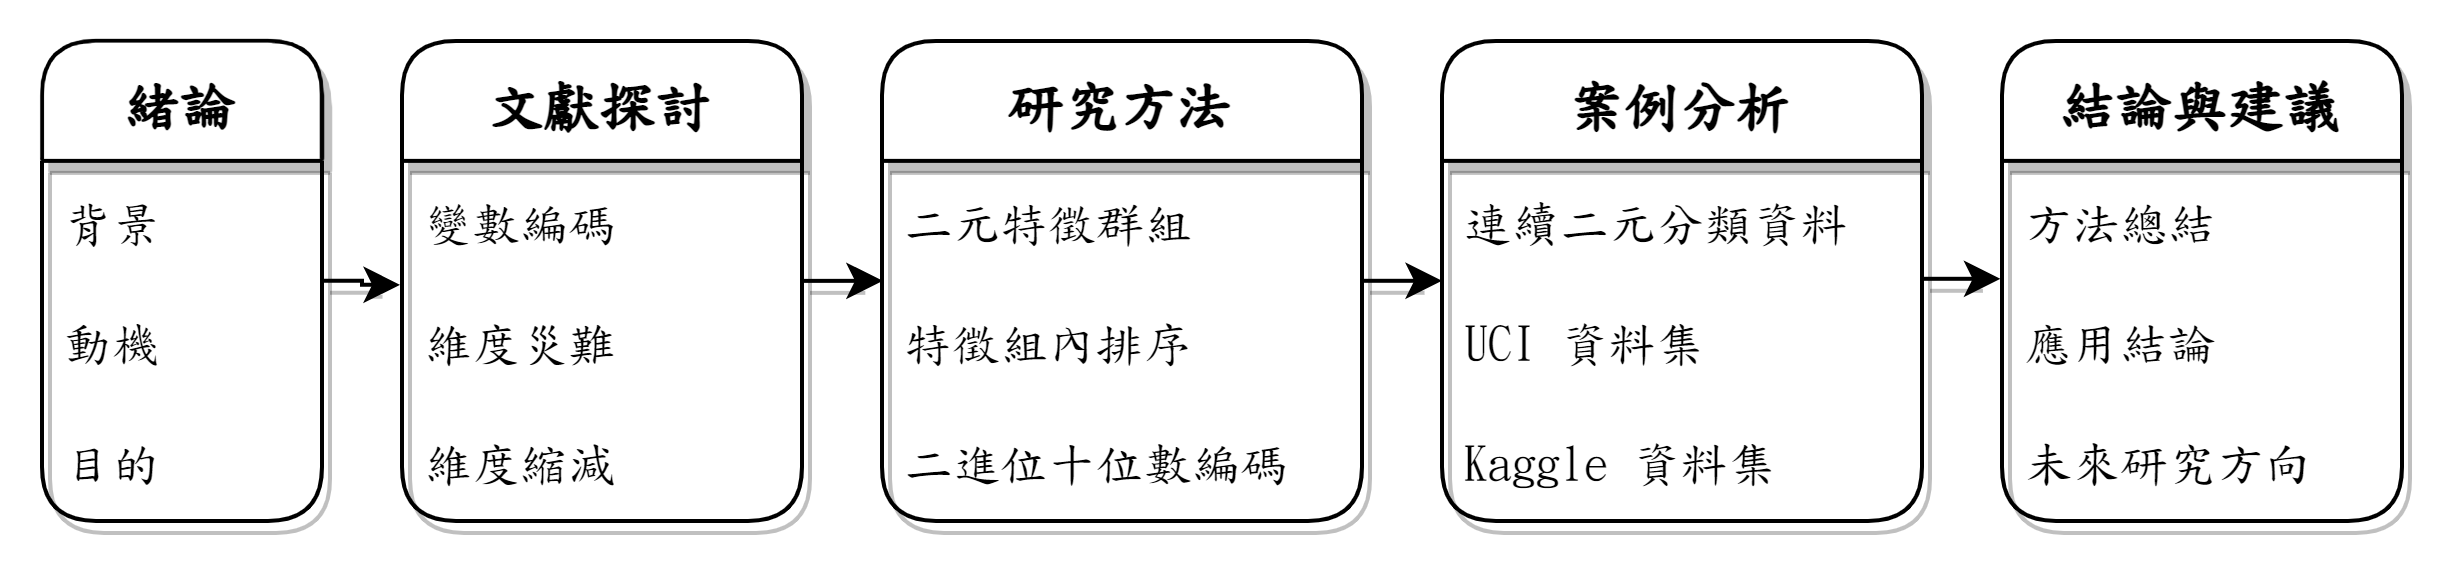 緒論
背景
動機
目的
文獻探討
變數編碼
維度災難
維度縮減
研究方法
二元特徵群組
特徵組內排序
二進位十位數編碼
案例分析
連續二元分類資料
UCI 資料集
Kaggle 資料集
結論與建議
方法總結
應用結論
未來研究方向